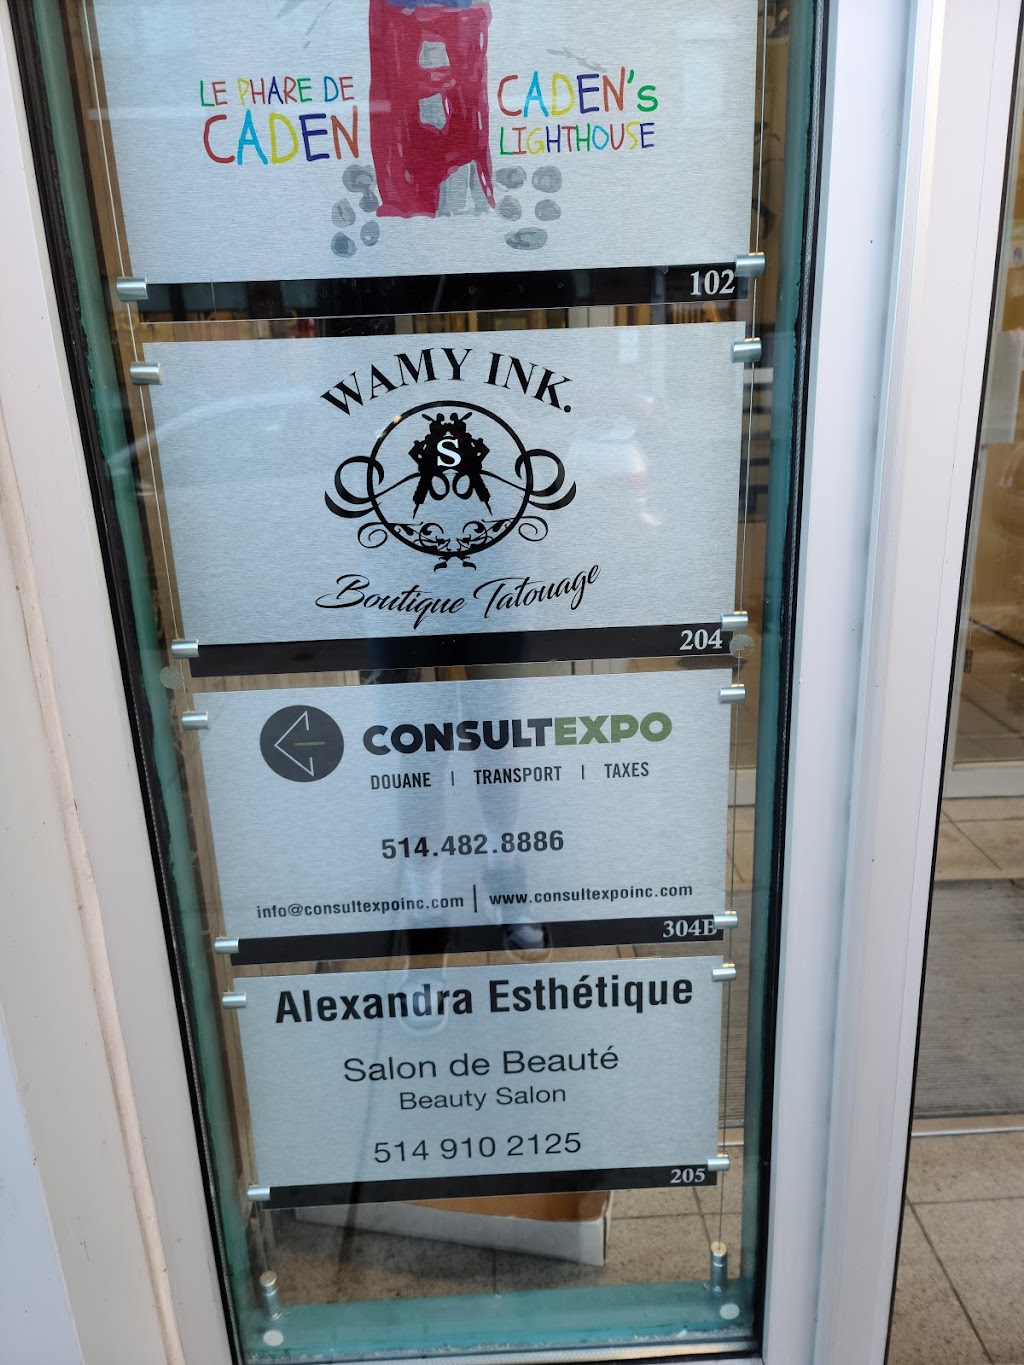 LE PHARE DE
CADEN
CADEN's
LIGHTHOUSE
102
WAMY INK.
Ŝ
Boutique Tatouage
204
CONSULTEXPO
DOUANE | TRANSPORT | TAXES
514.482.8886
info@consultexpoinc.com | www.consultexpoinc.com
304B
Alexandra Esthétique
Salon de Beauté
Beauty Salon
514 910 2125
205